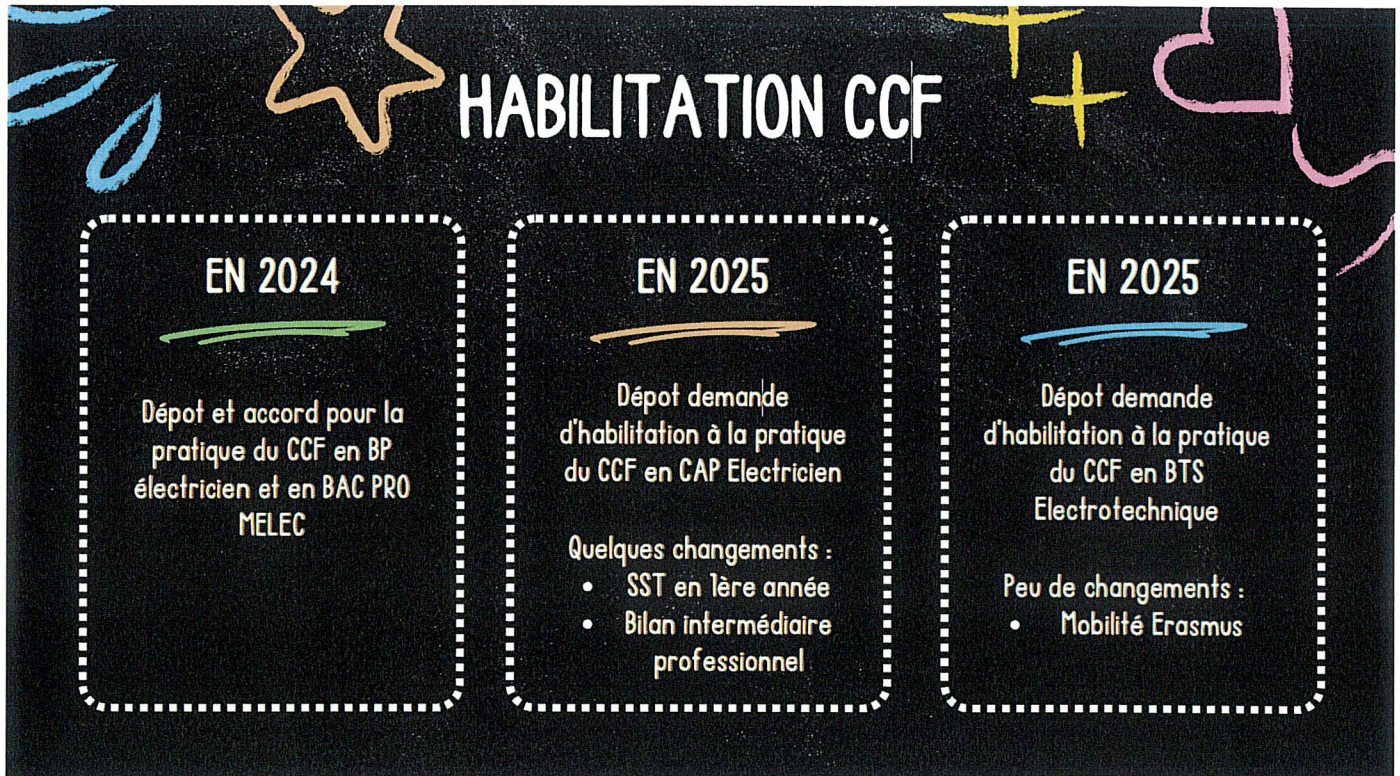 HABILITATION CCF
EN 2024
Dépot et accord pour la
pratique du CCF en BP
électricien et en BAC PRO
MELEC
EN 2025
Dépot demande
d'habilitation à la pratique
du CCF en CAP Electricien
Quelques changements :
• SST en 1ère année
• Bilan intermédiaire
professionnel
EN 2025
Dépot demande
d'habilitation à la pratique
du CCF en BTS
Electrotechnique
Peu de changements :
• Mobilité Erasmus